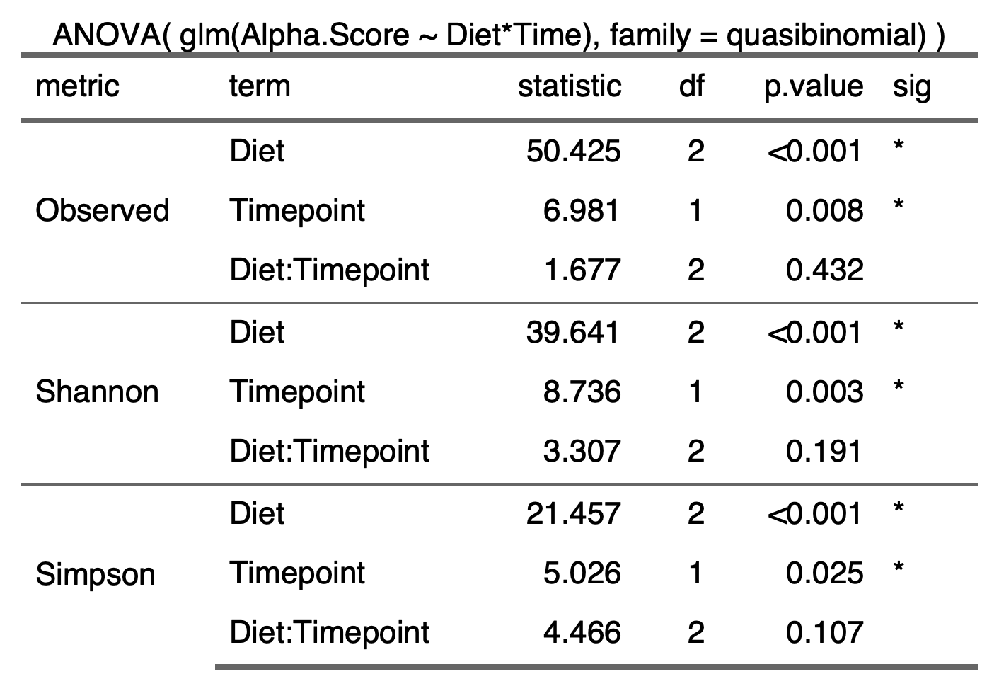 ANOVA( glm(Alpha.Score ~ Diet*Time), family = quasibinomial) )
metric term statistic df p.value sig
Diet 50.425 2 <0.001 *
Observed Timepoint 6.981 1 0.008 *
Diet:Timepoint 1.677 2 0.432
Diet 39.641 2 <0.001 *
Shannon Timepoint 8.736 1 0.003 *
Diet:Timepoint 3.307 2 0.191
Diet 21.457 2 <0.001 *
Simpson Timepoint 5.026 1 0.025 *
Diet:Timepoint 4.466 2 0.107